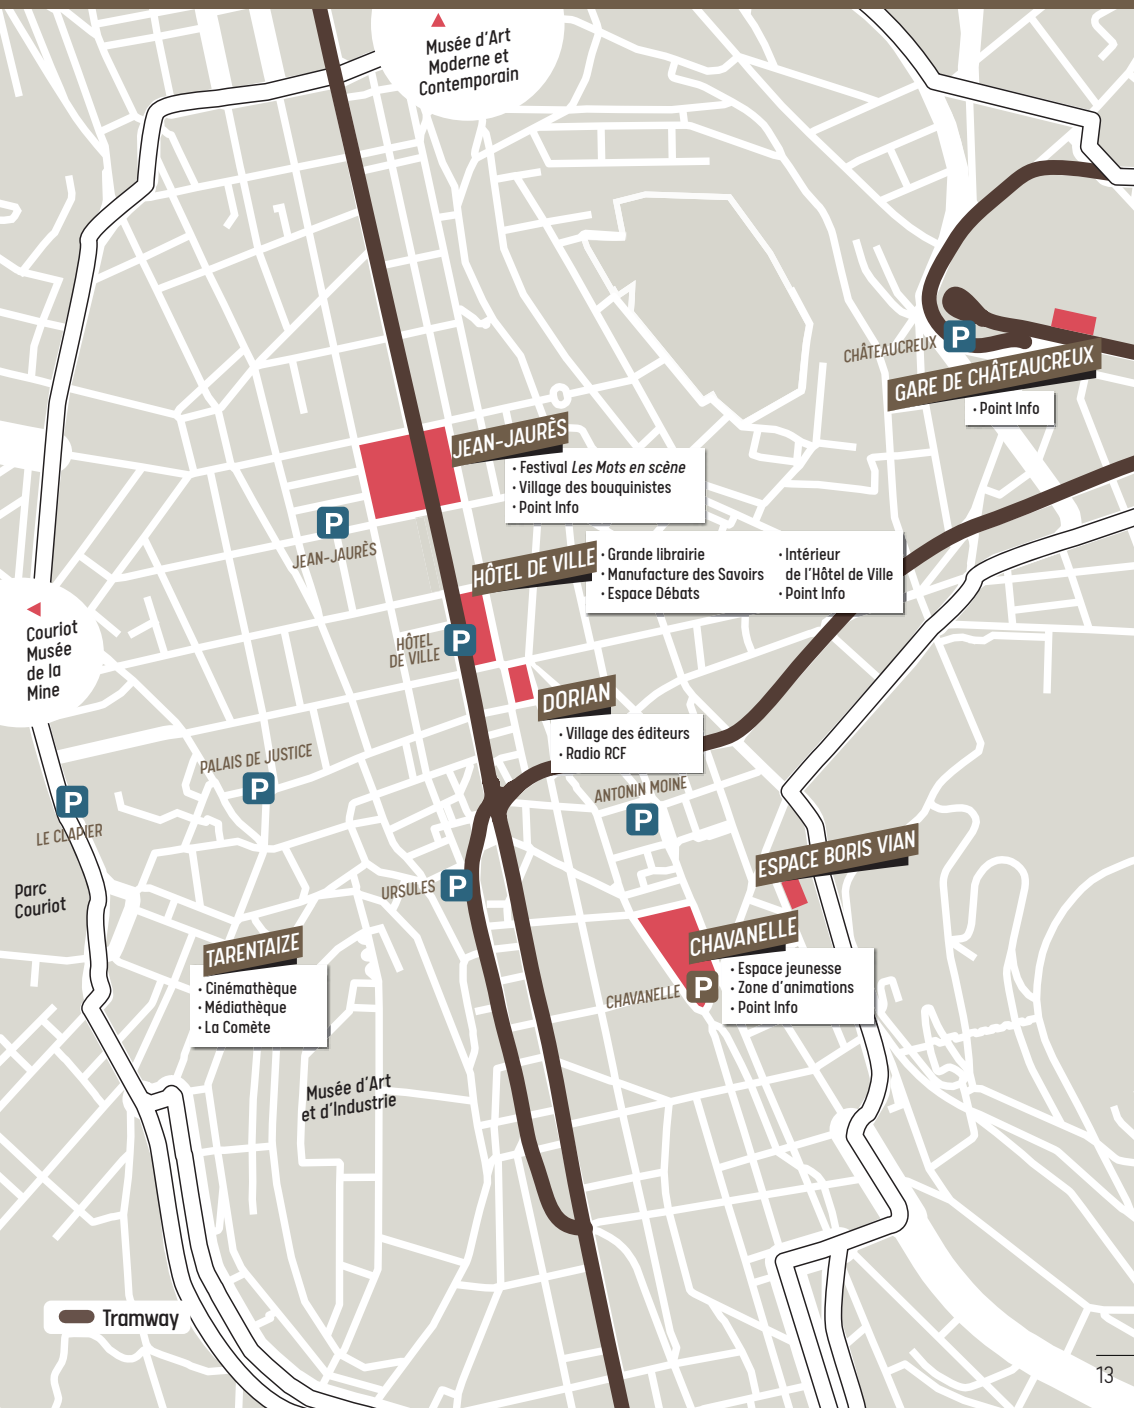 Musée d'Art
Moderne et
Contemporain
P
CHÂTEAUCREUX
GARE DE CHÂTEAUCREUX
• Point Info
JEAN-JAURÈS
• Festival Les Mots en scène
• Village des bouquinistes
• Point Info
P
JEAN-JAURÈS
HÔTEL DE VILLE
• Grande librairie
• Manufacture des Savoirs
• Espace Débats
• Intérieur
de l'Hôtel de Ville
• Point Info
Couriot
Musée
de la
Mine
HÔTEL
DE VILLE
P
DORIAN
• Village des éditeurs
• Radio RCF
PALAIS DE JUSTICE
P
ANTONIN MOINE
P
P
LE CLAPIER
ESPACE BORIS VIAN
Parc
Couriot
URSULES
P
TARENTAIZE
• Cinémathèque
• Médiathèque
• La Comète
CHAVANELLE
• Espace jeunesse
• Zone d'animations
• Point Info
CHAVANELLE
P
Musée d'Art
et d'Industrie
Tramway
13